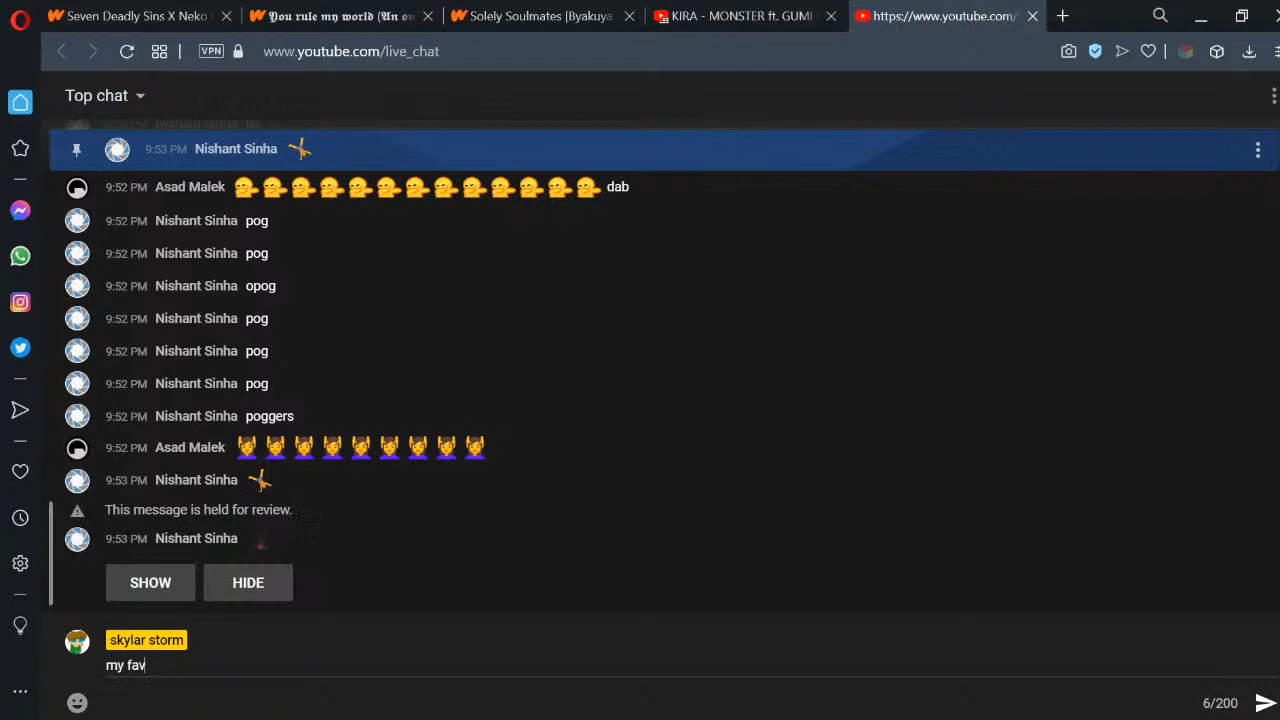 Seven Deadly Sins X Neko
𝖄𝖔𝖚 𝖗𝖚𝖑𝖊 𝖒𝖞 𝖜𝖔𝖗𝖑𝖉 (𝖀𝖓 𝖔𝖓
Solely Soulmates [Byakuya
KIRA - MONSTER ft. GUMI
https://www.youtube.com/
VPN
www.youtube.com/live_chat
Top chat
9:53 PM Nishant Sinha 🤸
9:52 PM Asad Malek 🫡🫡🫡🫡🫡🫡🫡🫡🫡🫡🫡🫡🫡 dab
9:52 PM Nishant Sinha pog
9:52 PM Nishant Sinha pog
9:52 PM Nishant Sinha opog
9:52 PM Nishant Sinha pog
9:52 PM Nishant Sinha pog
9:52 PM Nishant Sinha pog
9:52 PM Nishant Sinha poggers
9:52 PM Asad Malek 💆💆💆💆💆💆💆💆💆
9:53 PM Nishant Sinha 🤸
This message is held for review.
9:53 PM Nishant Sinha
SHOW HIDE
skylar storm
my fav
6/200